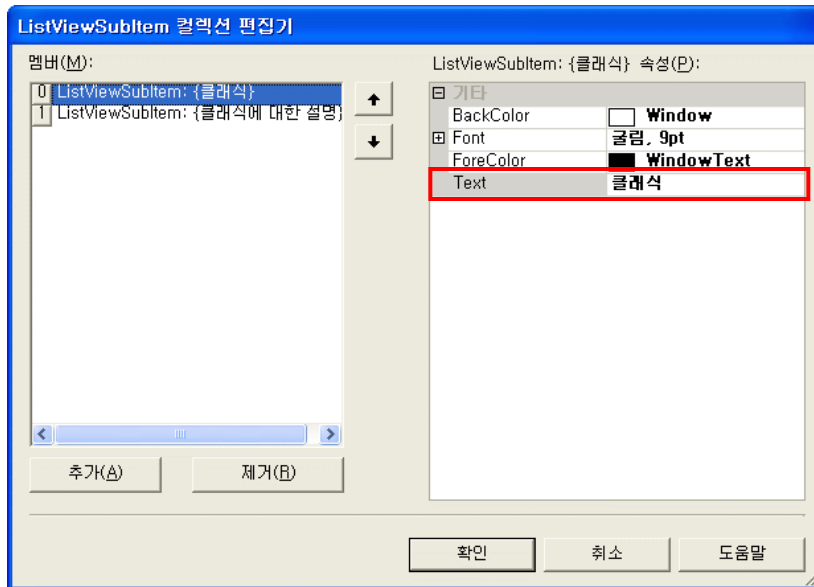 ListViewSubItem 컬렉션 편집기
멤버(M):
0 ListViewSubItem: {클래식}
1 ListViewSubItem: {클래식에 대한 설명}
추가(A) 제거(R)
ListViewSubItem: {클래식} 속성(P):
기타
BackColor Window
Font 굴림, 9pt
ForeColor WindowText
Text 클래식
확인 취소 도움말